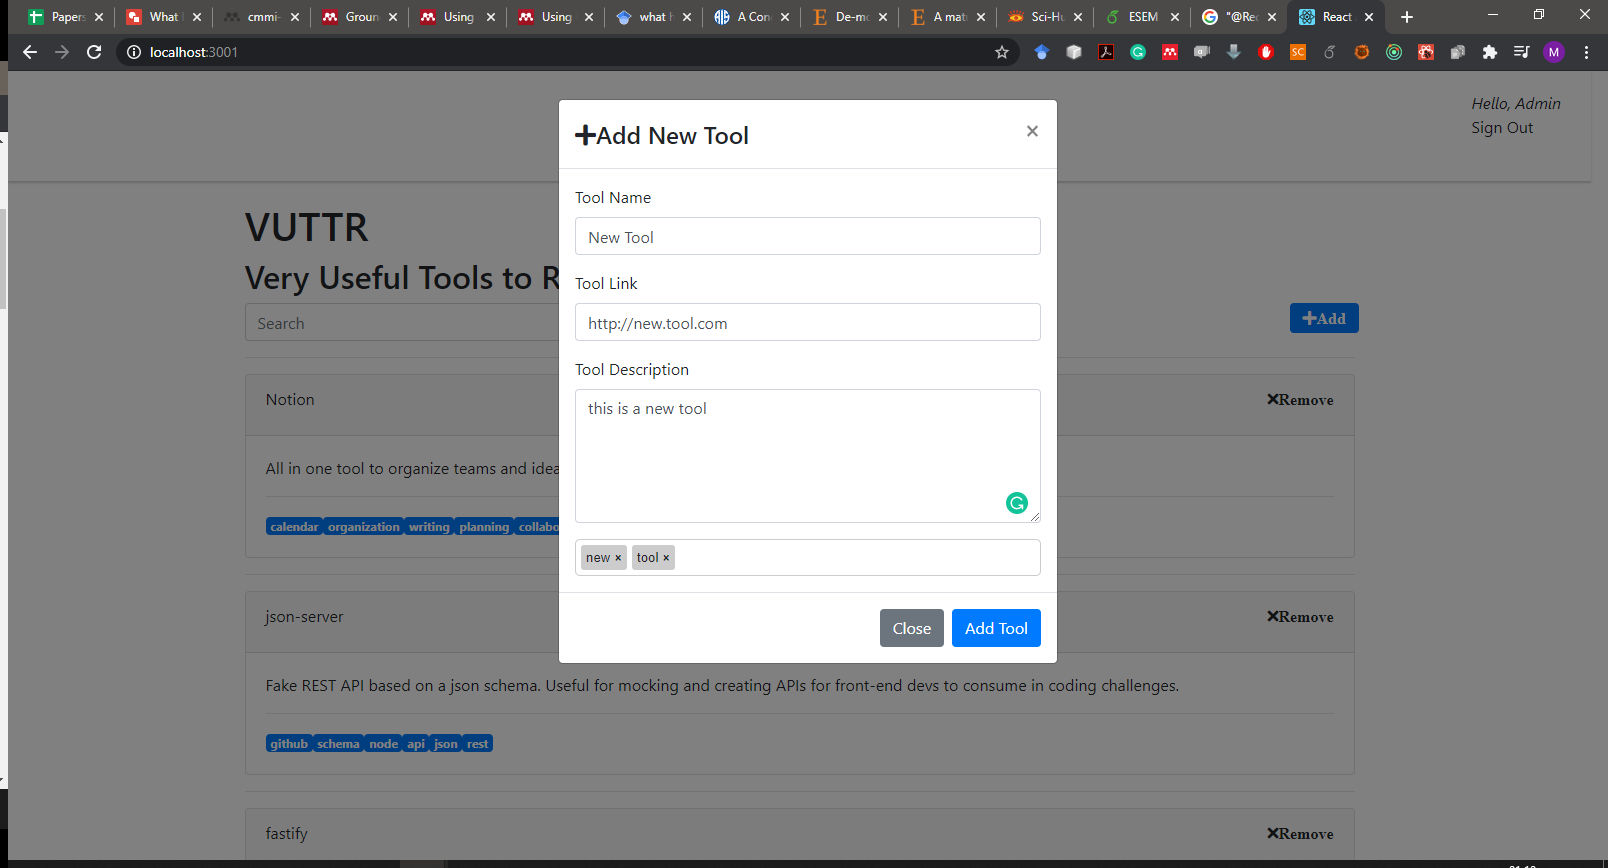 Papers
What
cmmi-
Groun
Using
Using
what h
A Con
De-mo
A mat
Sci-Hu
ESEM
"@Rec
React
localhost:3001
SC
M
Hello, Admin
Sign Out
Add New Tool
×
Tool Name
New Tool
Tool Link
http://new.tool.com
Tool Description
this is a new tool
new × tool ×
Close Add Tool
VUTTR
Very Useful Tools to R
Search
Add
Notion
Remove
All in one tool to organize teams and idea
calendar organization writing planning collabo
json-server
Remove
Fake REST API based on a json schema. Useful for mocking and creating APIs for front-end devs to consume in coding challenges.
github schema node api json rest
fastify
Remove